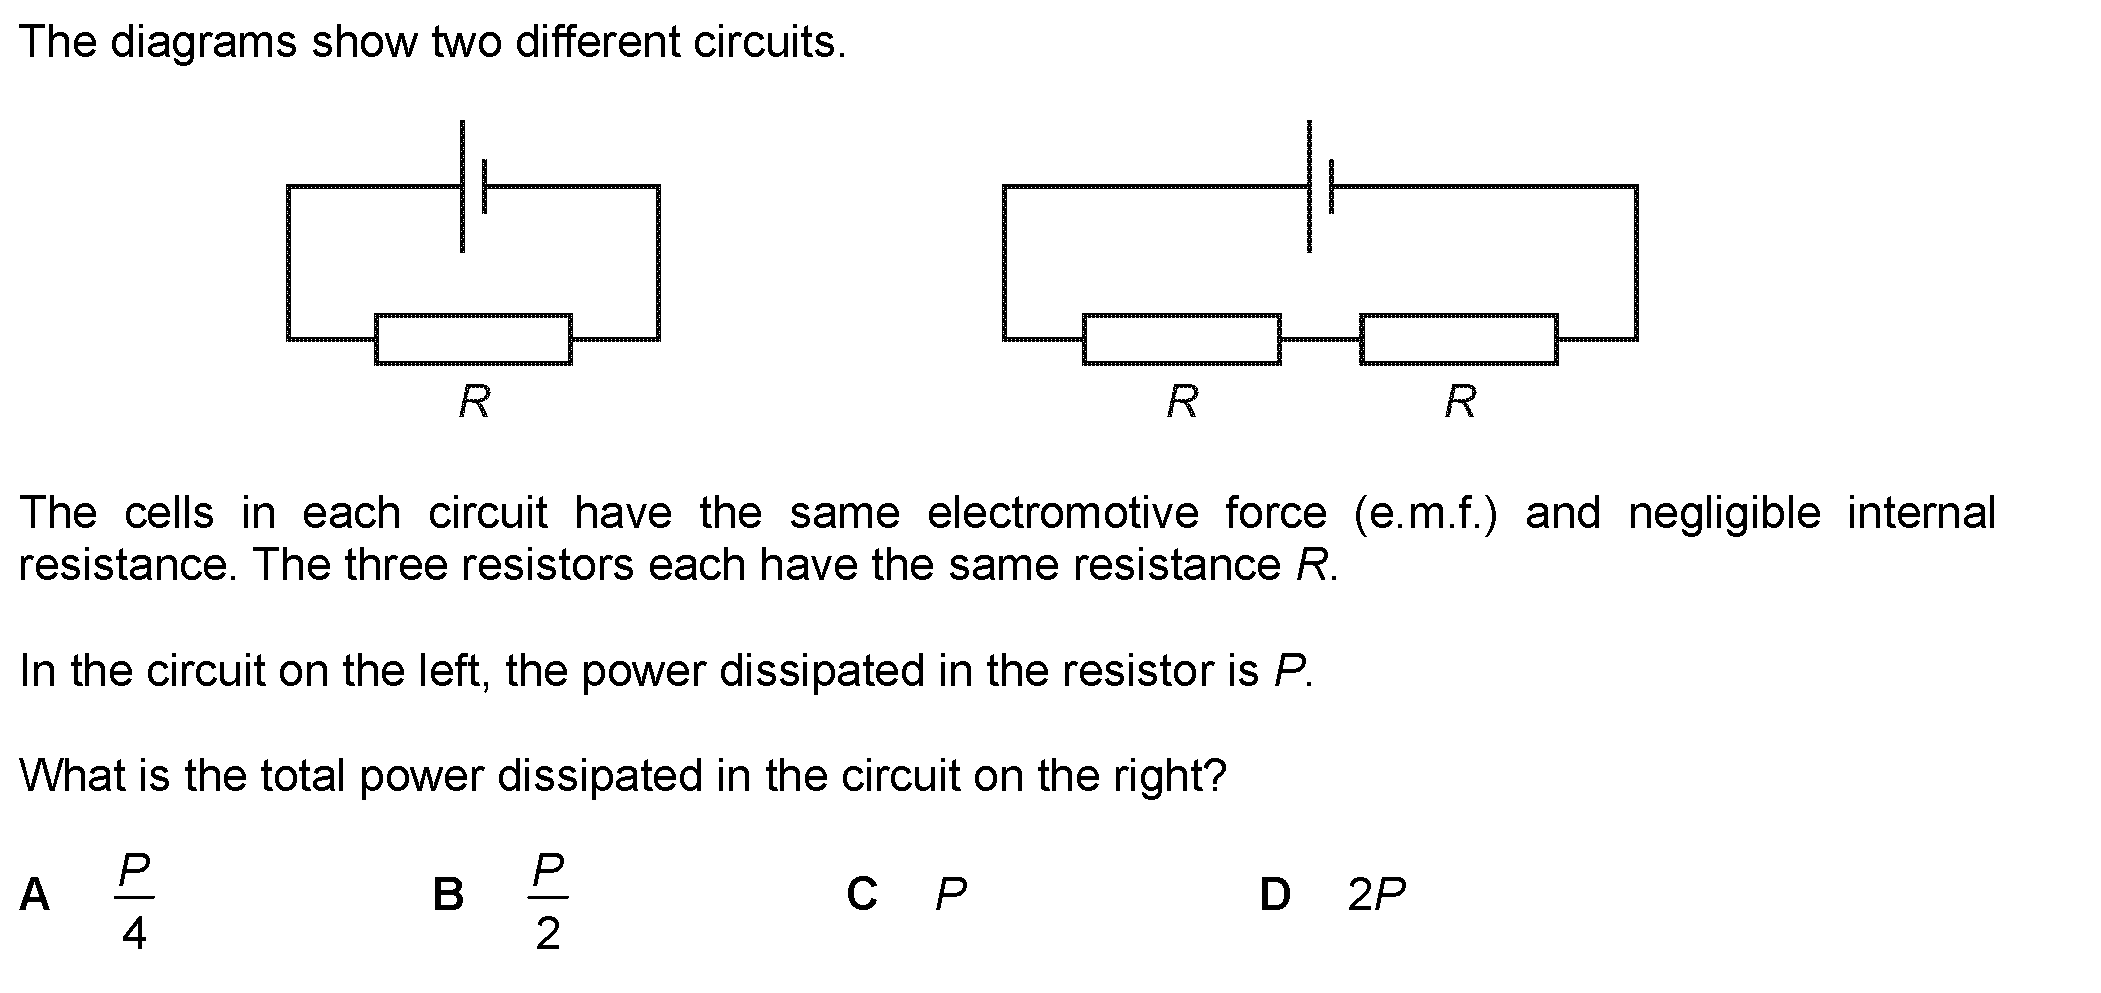 The diagrams show two different circuits.
R
R R
The cells in each circuit have the same electromotive force (e.m.f.) and negligible internal
resistance. The three resistors each have the same resistance R.
In the circuit on the left, the power dissipated in the resistor is P.
What is the total power dissipated in the circuit on the right?
A P/4 B P/2 C P D 2P